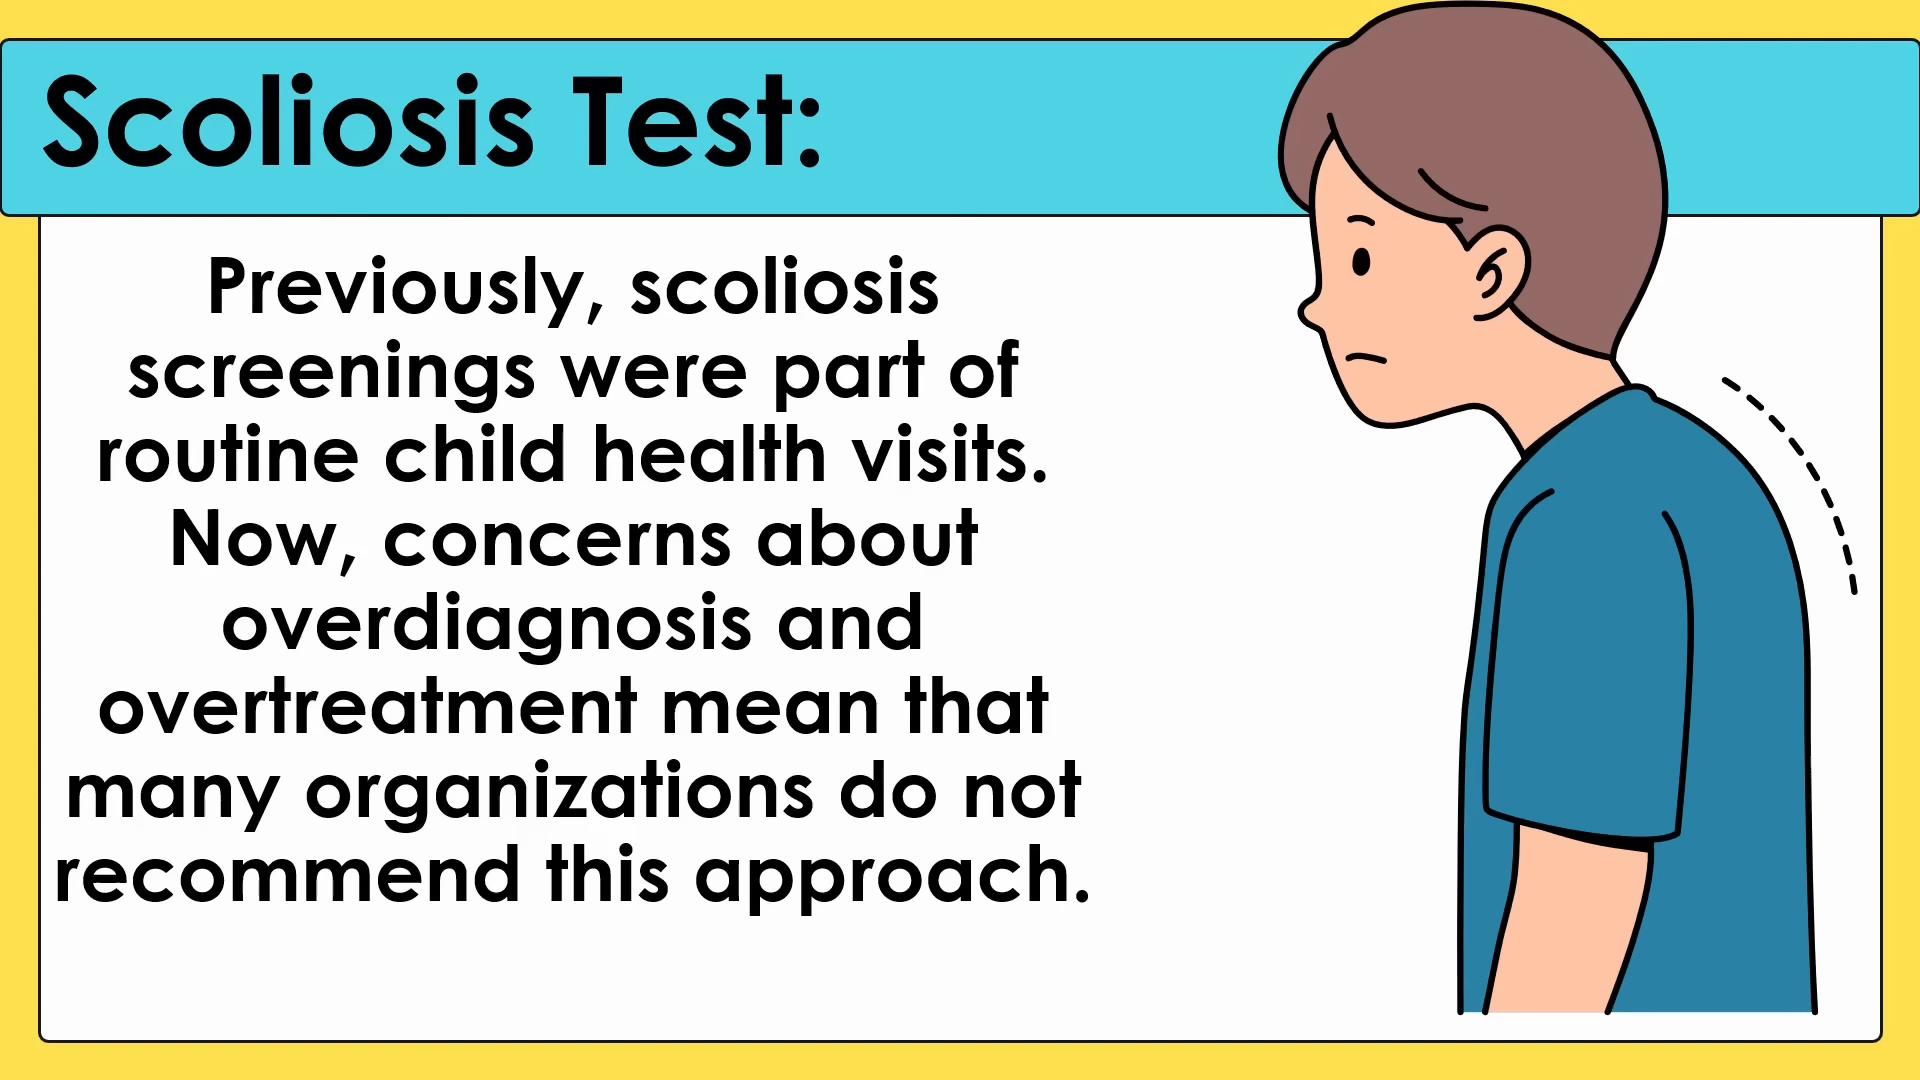 Scoliosis Test:
Previously, scoliosis
screenings were part of
routine child health visits.
Now, concerns about
overdiagnosis and
overtreatment mean that
many organizations do not
recommend this approach.